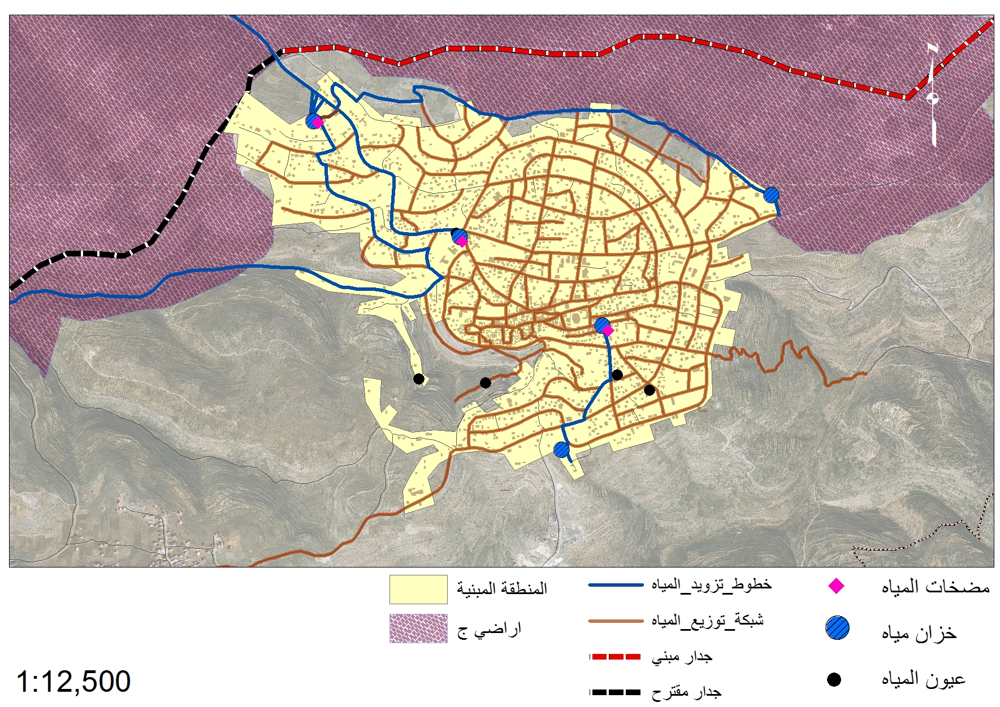 مضخات المياه
خزان مياه
عيون المياه
خطوط_تزويد_المياه
شبكة_توزيع_المياه
جدار مبني
جدار مقترح
المنطقة المبنية
اراضي ج
1:12,500